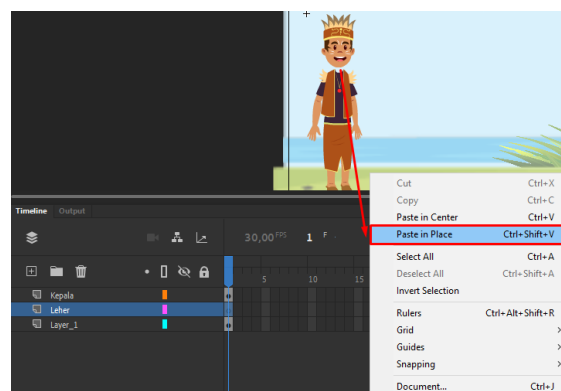 Cut Ctrl+X
Copy Ctrl+C
Paste in Center Ctrl+V
Paste in Place Ctrl+Shift+V
Select All Ctrl+A
Deselect All Ctrl+Shift+A
Invert Selection
Rulers Ctrl+Alt+Shift+R
Grid
Guides
Snapping
Document... Ctrl+J
Timeline Output
30,00 FPS 1 F
5 10 15
Kepala
Leher
Layer_1